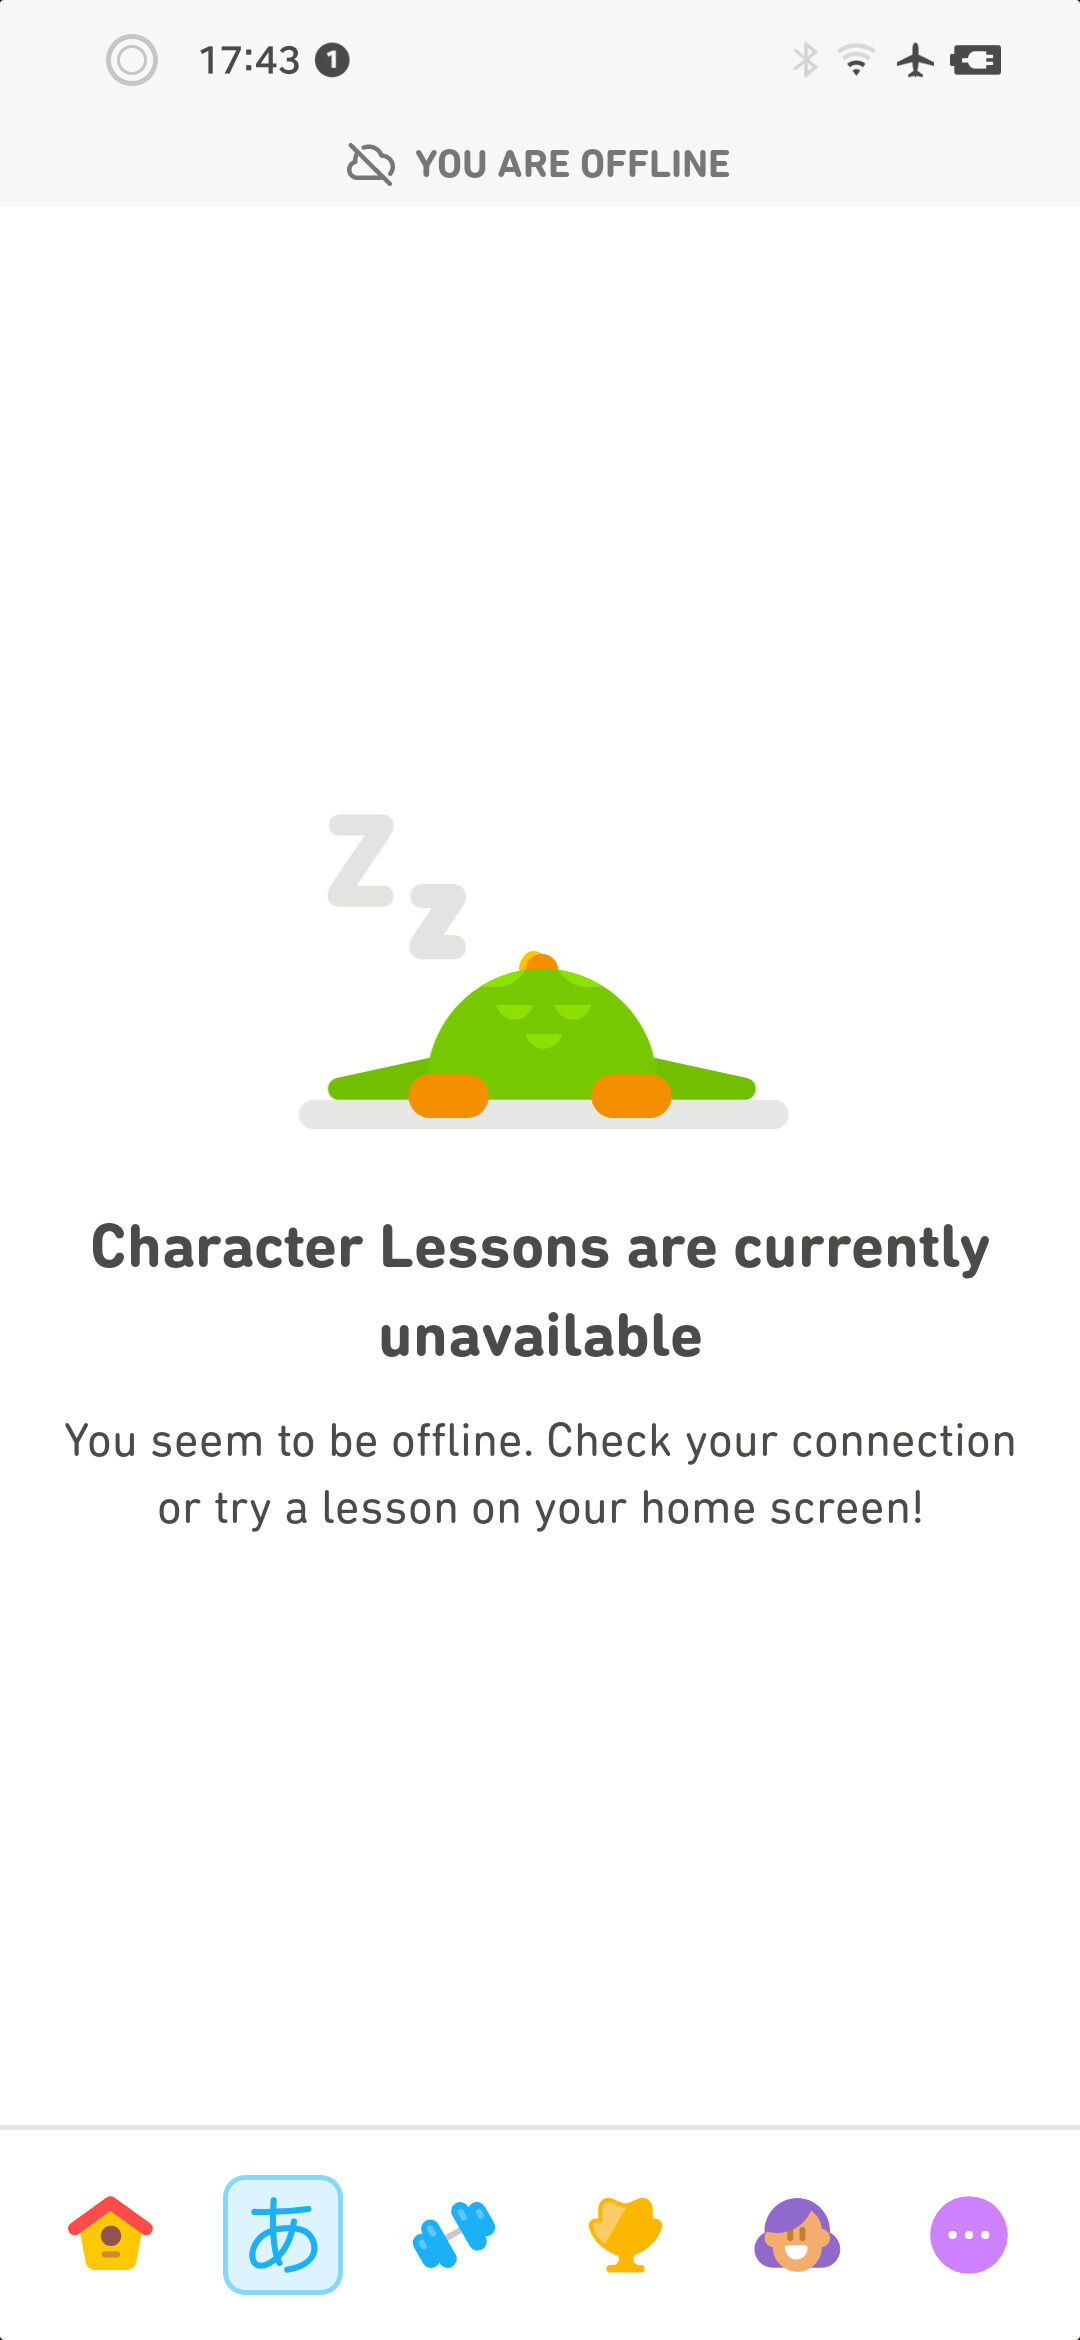 17:43 1
YOU ARE OFFLINE
Z
z
Character Lessons are currently
unavailable
You seem to be offline. Check your connection
or try a lesson on your home screen!
あ